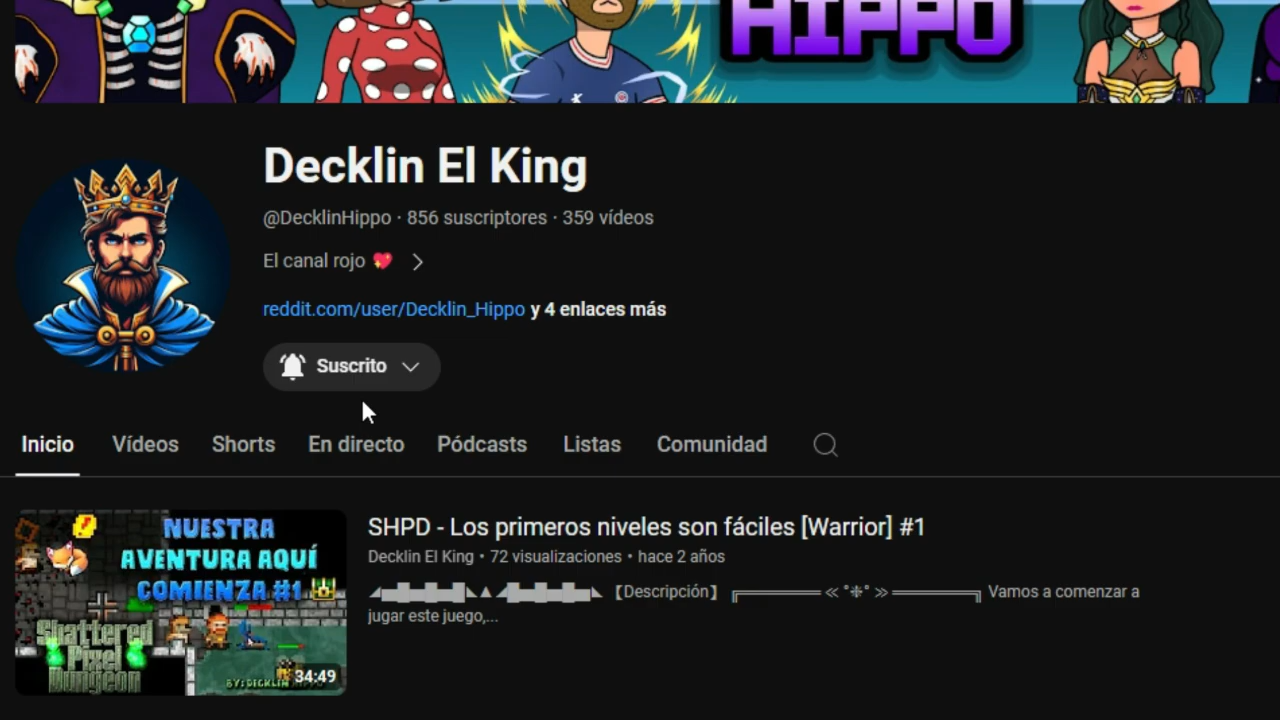 HIPPO
Decklin El King
@DecklinHippo · 856 suscriptores · 359 vídeos
El canal rojo 💖
reddit.com/user/Decklin_Hippo y 4 enlaces más
Suscrito
Inicio Vídeos Shorts En directo Pódcasts Listas Comunidad
NUESTRA
AVENTURA AQUÍ
COMIENZA #1
Shattered
Pixel
Dungeon
BY: DECKLIN HIPPO
34:49
SHPD - Los primeros niveles son fáciles [Warrior] #1
Decklin El King • 72 visualizaciones • hace 2 años
【Descripción】 ╔═══════ « °❈° » ═══════╗ Vamos a comenzar a
jugar este juego,...